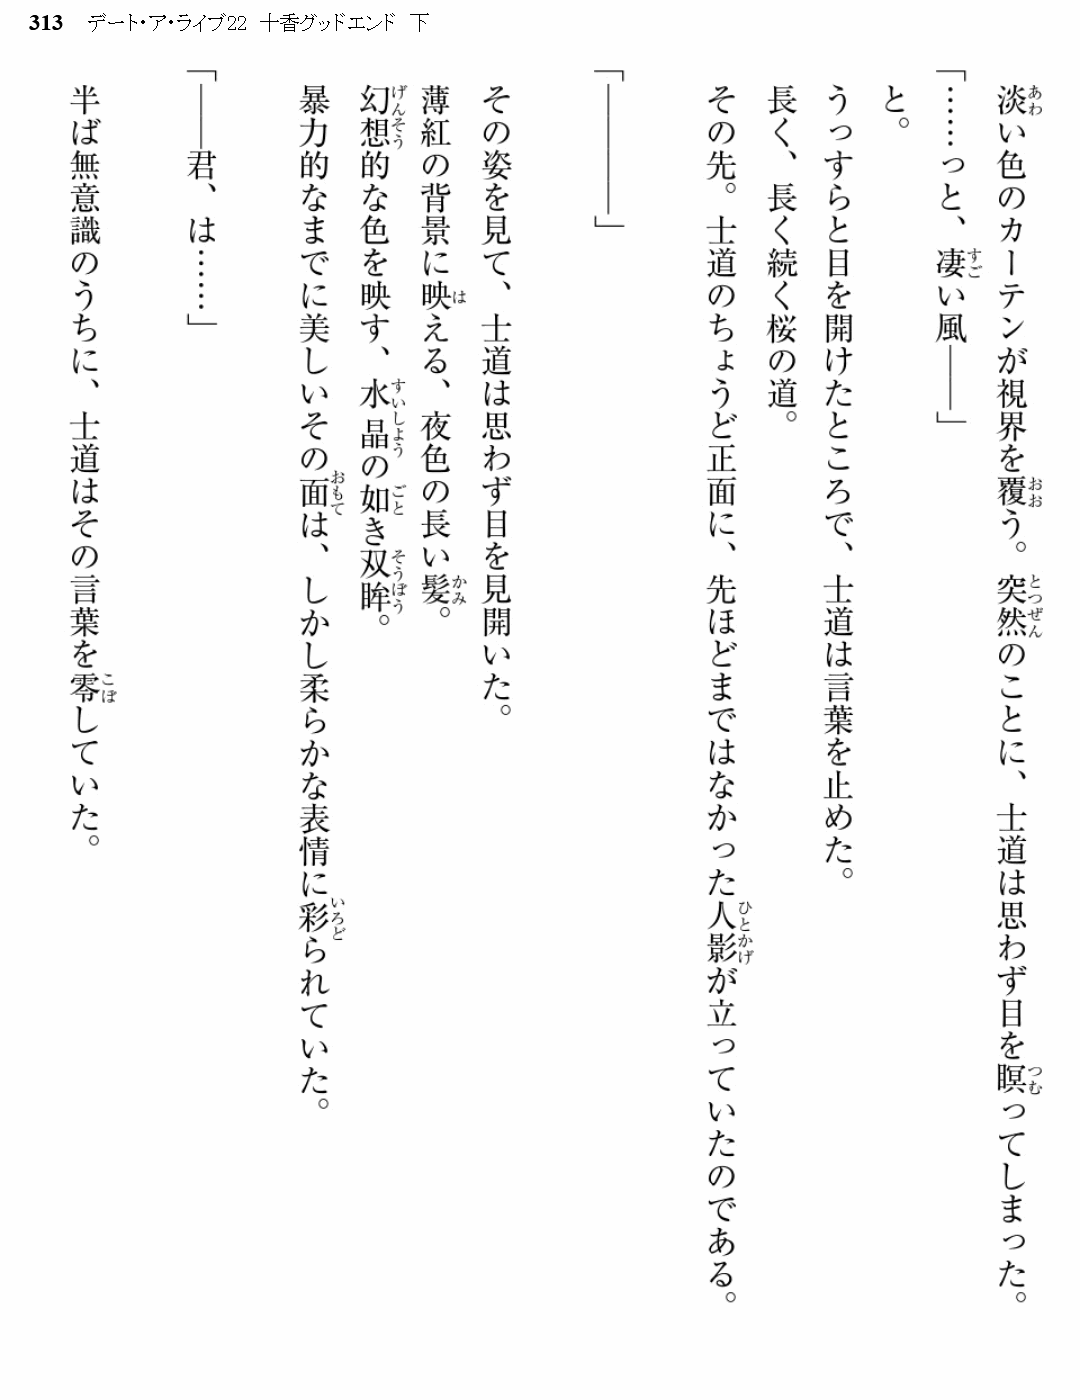 313 デート・ア・ライブ22 十香グッドエンド 下
淡い色のカーテンが視界を覆う。突然のことに、士道は思わず目を瞑ってしまった。
「……っと、凄い風――」
と。
うっすらと目を開けたところで、士道は言葉を止めた。
長く、長く続く桜の道。
その先。士道のちょうど正面に、先ほどまではなかった人影が立っていたのである。
「――――」
その姿を見て、士道は思わず目を見開いた。
薄紅の背景に映える、夜色の長い髪。
幻想的な色を映す、水晶の如き双眸。
暴力的なまでに美しいその面は、しかし柔らかな表情に彩られていた。
「――君、は……」
半ば無意識のうちに、士道はその言葉を零していた。